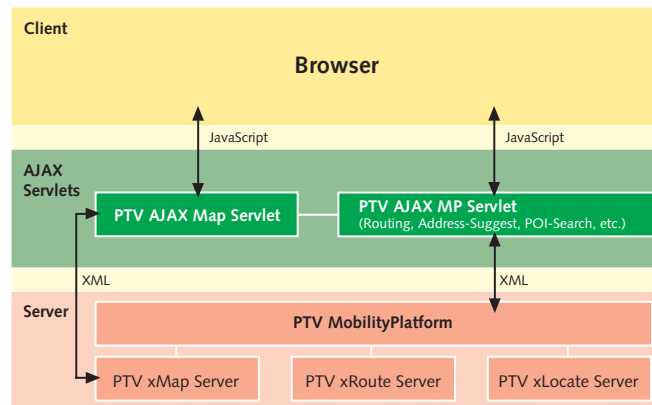 Client
Browser
JavaScript
JavaScript
AJAX
Servlets
PTV AJAX Map Servlet
PTV AJAX MP Servlet
(Routing, Address-Suggest, POI-Search, etc.)
XML
XML
Server
PTV MobilityPlatform
PTV xMap Server
PTV xRoute Server
PTV xLocate Server